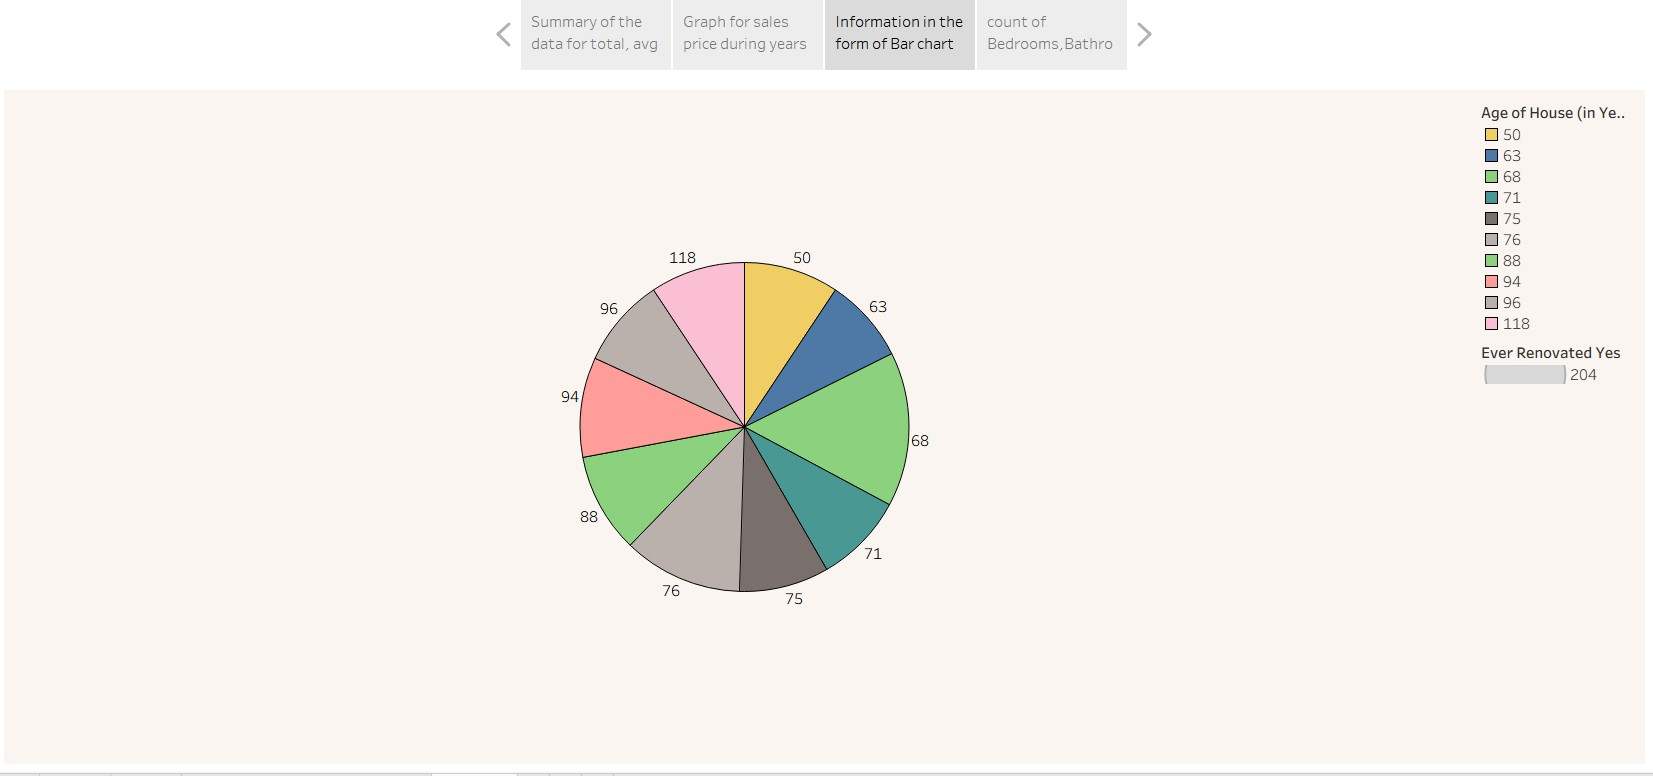 Summary of the
data for total, avg
Graph for sales
price during years
Information in the
form of Bar chart
count of
Bedrooms,Bathro
Age of House (in Ye..
50
63
68
71
75
76
88
94
96
118
Ever Renovated Yes
204
118
50
96
63
94
68
88
71
76
75